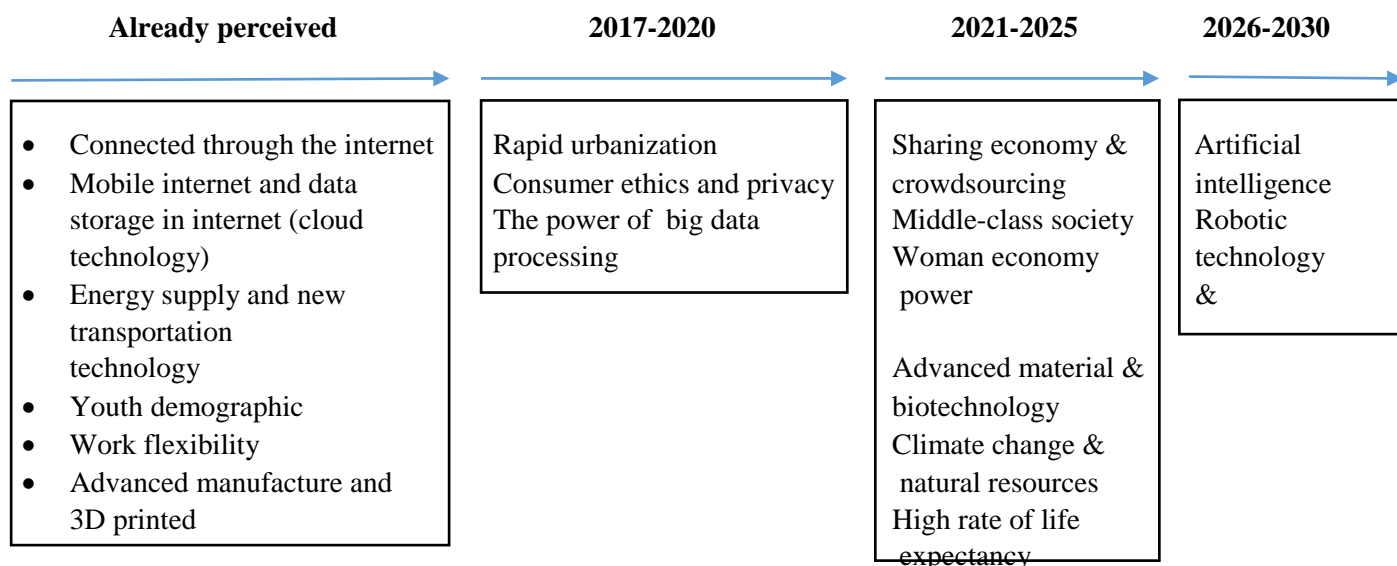 Already perceived
2017-2020
2021-2025
2026-2030
• Connected through the internet
• Mobile internet and data
storage in internet (cloud
technology)
• Energy supply and new
transportation
technology
• Youth demographic
• Work flexibility
• Advanced manufacture and
3D printed
Rapid urbanization
Consumer ethics and privacy
The power of big data
processing
Sharing economy &
crowdsourcing
Middle-class society
Woman economy
power
Advanced material &
biotechnology
Climate change &
natural resources
High rate of life
expectancy
Artificial
intelligence
Robotic
technology
&